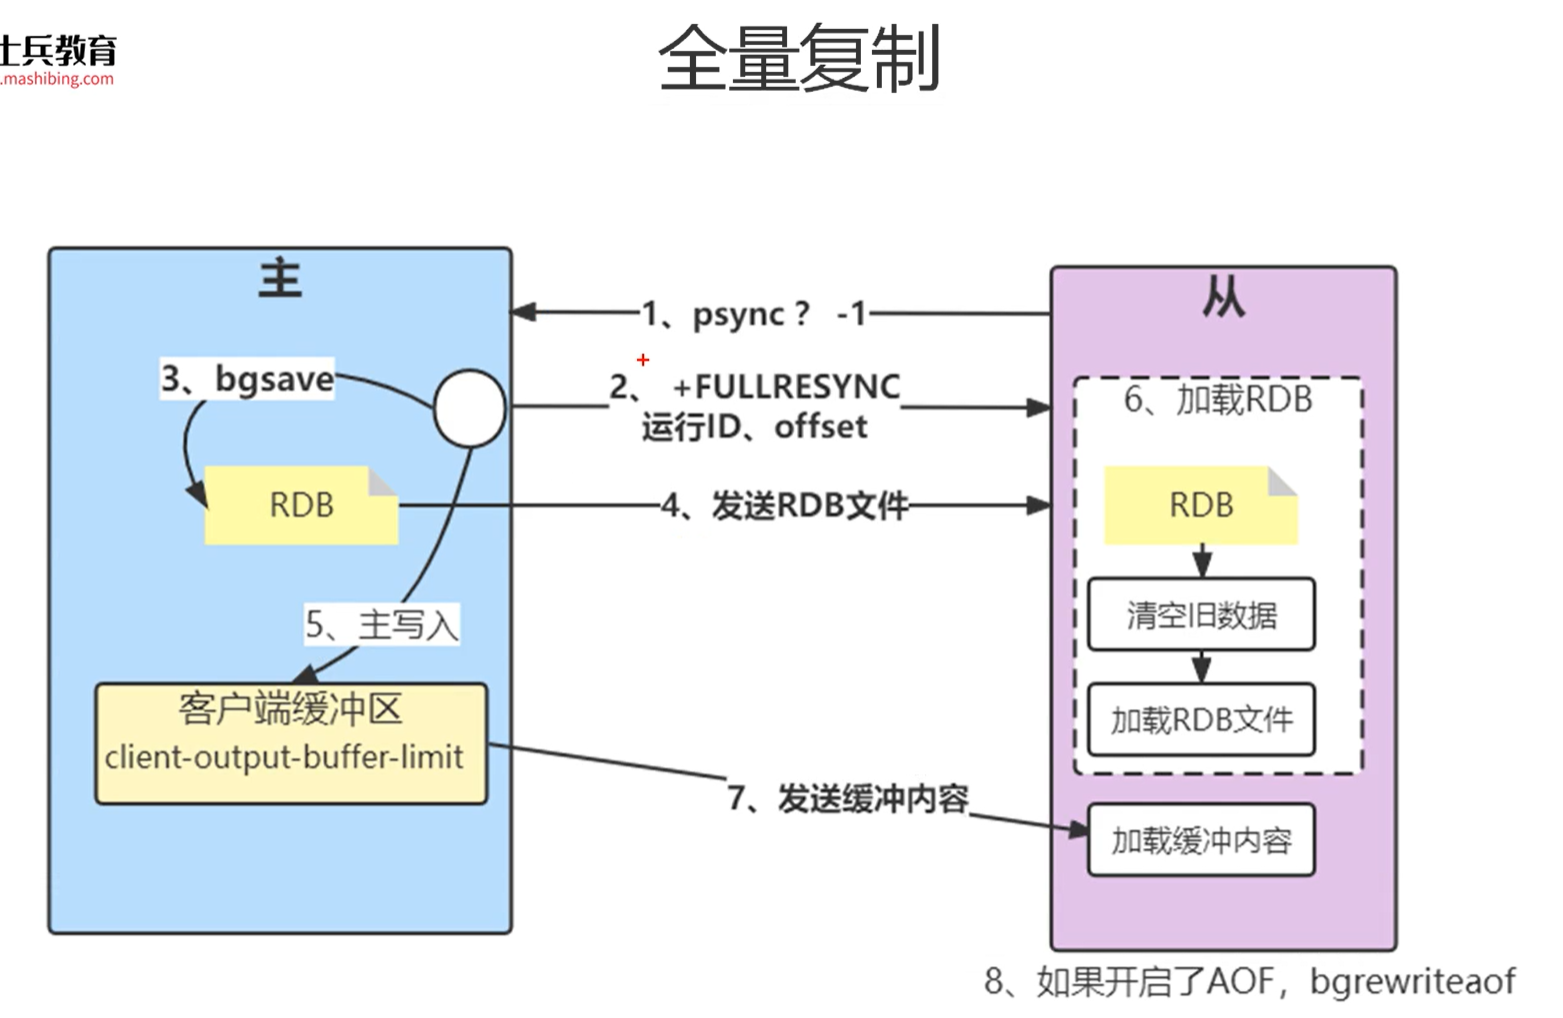 士兵教育
.mashibing.com
全量复制
主
从
1、psync ？ -1
2、 +FULLRESYNC
运行ID、offset
3、bgsave
RDB
4、发送RDB文件
5、主写入
客户端缓冲区
client-output-buffer-limit
6、加载RDB
RDB
清空旧数据
加载RDB文件
7、发送缓冲内容
加载缓冲内容
8、如果开启了AOF，bgrewriteaof